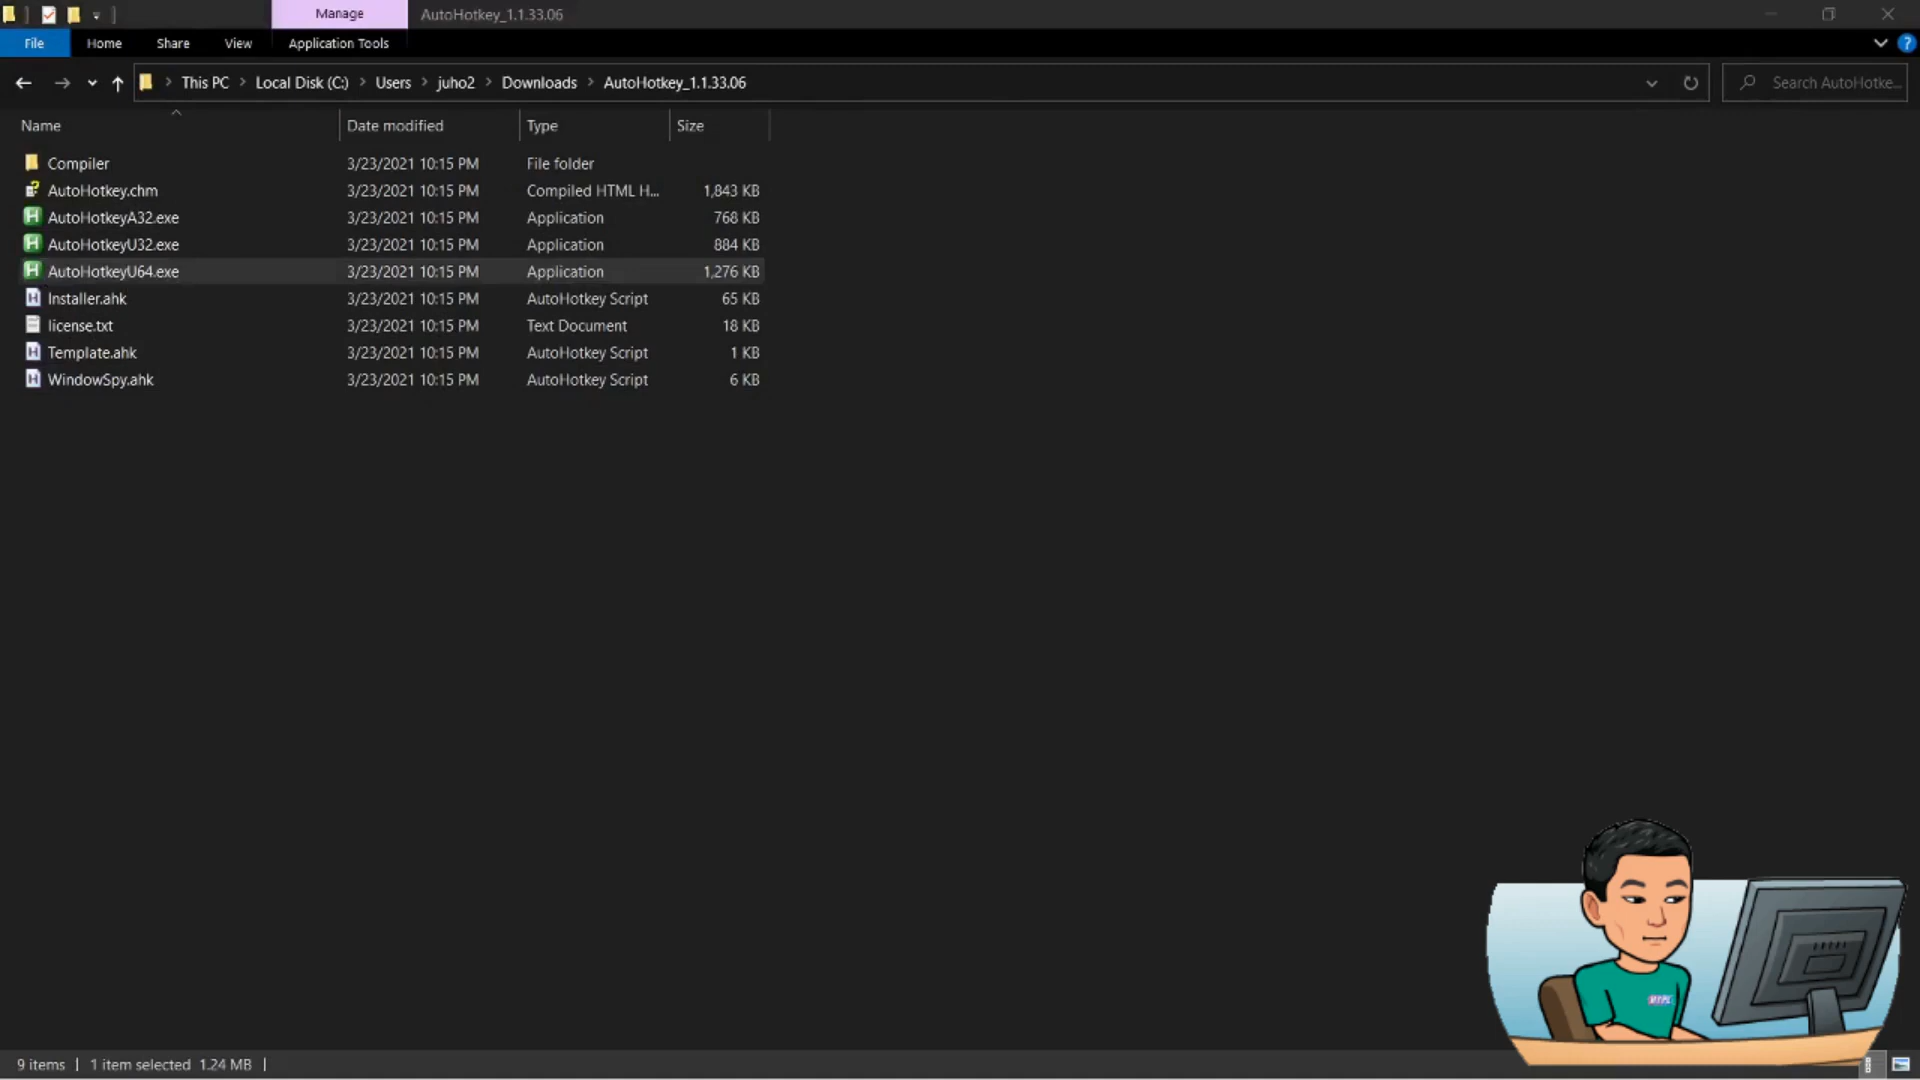 Manage
AutoHotkey_1.1.33.06
File
Home
Share
View
Application Tools
This PC
Local Disk (C:)
Users
juho2
Downloads
AutoHotkey_1.1.33.06
Search AutoHotke...
Name
Date modified
Type
Size
Compiler 3/23/2021 10:15 PM File folder
AutoHotkey.chm 3/23/2021 10:15 PM Compiled HTML H... 1,843 KB
AutoHotkeyA32.exe 3/23/2021 10:15 PM Application 768 KB
AutoHotkeyU32.exe 3/23/2021 10:15 PM Application 884 KB
AutoHotkeyU64.exe 3/23/2021 10:15 PM Application 1,276 KB
Installer.ahk 3/23/2021 10:15 PM AutoHotkey Script 65 KB
license.txt 3/23/2021 10:15 PM Text Document 18 KB
Template.ahk 3/23/2021 10:15 PM AutoHotkey Script 1 KB
WindowSpy.ahk 3/23/2021 10:15 PM AutoHotkey Script 6 KB
9 items
1 item selected 1.24 MB